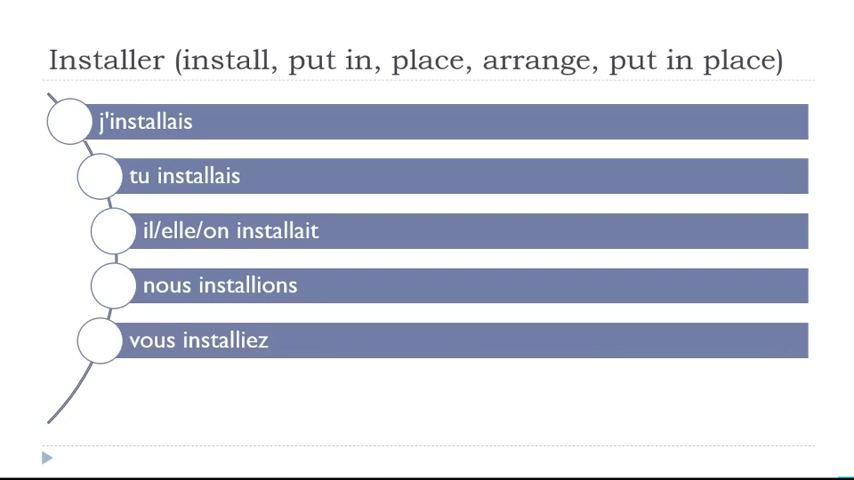 Installer (install, put in, place, arrange, put in place)
j'installais
tu installais
il/elle/on installait
nous installions
vous installiez